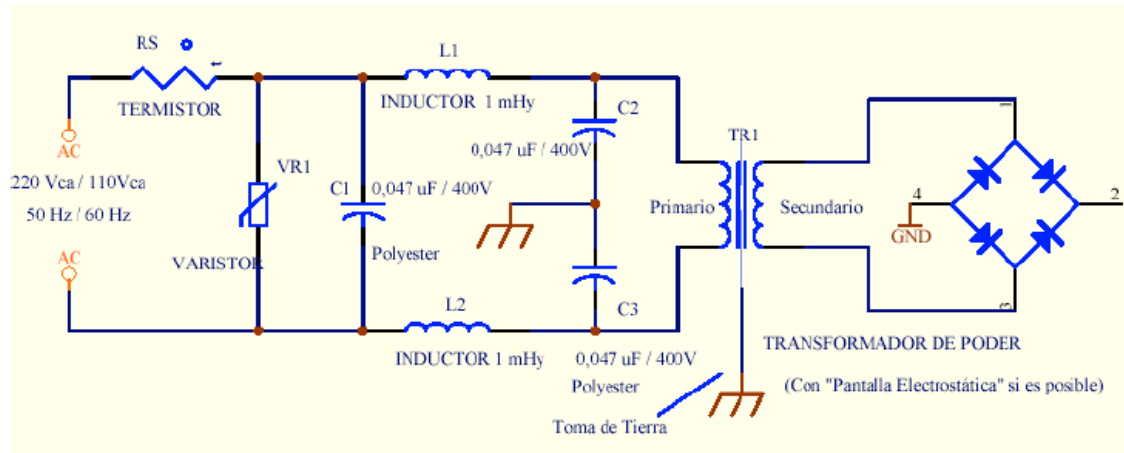 RS
t
TERMISTOR
AC
220 Vca / 110Vca
50 Hz / 60 Hz
AC
VR1
VARISTOR
C1
0,047 uF / 400V
Polyester
L1
INDUCTOR 1 mHy
L2
INDUCTOR 1 mHy
C2
0,047 uF / 400V
C3
0,047 uF / 400V
Polyester
Toma de Tierra
TR1
Primario
Secundario
TRANSFORMADOR DE PODER
(Con "Pantalla Electrostática" si es posible)
1
4
GND
2
3